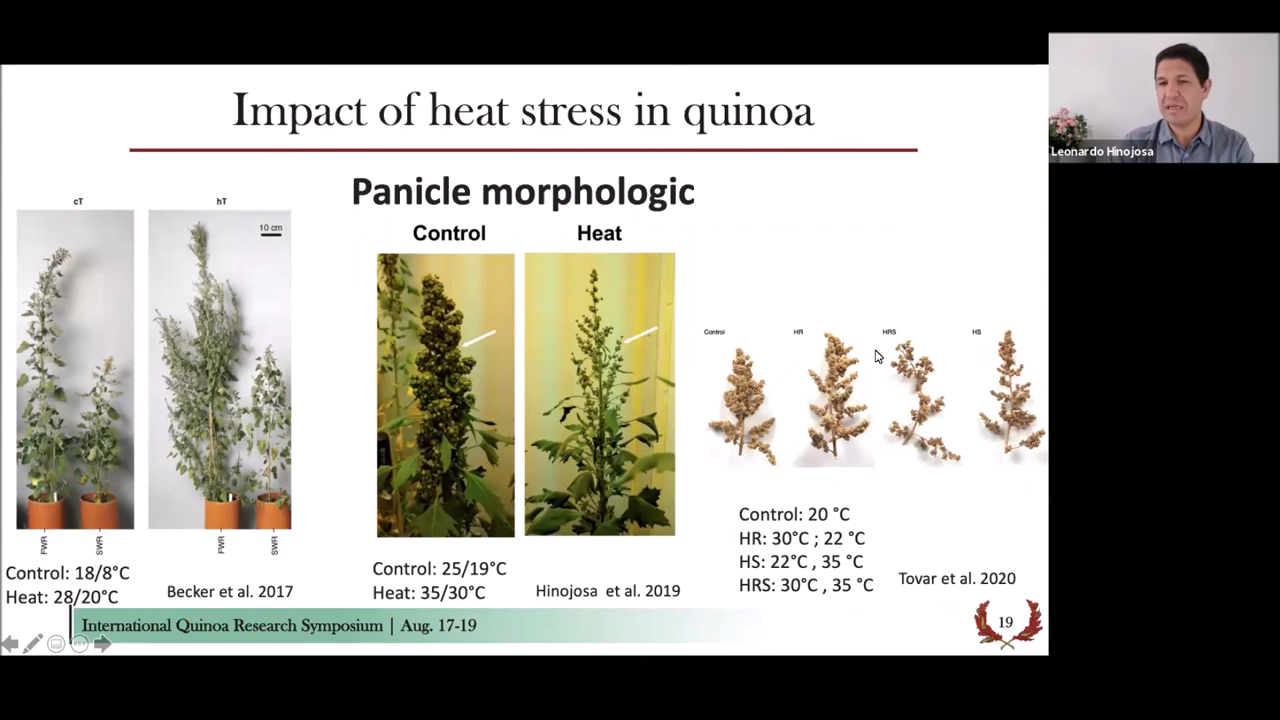 Impact of heat stress in quinoa
Leonardo Hinojosa
Panicle morphologic
cT
hT
10 cm
FWR
SWR
FWR
SWR
Control: 18/8°C
Heat: 28/20°C
Becker et al. 2017
Control
Heat
Control: 25/19°C
Heat: 35/30°C
Hinojosa et al. 2019
Control
HR
HRS
HS
Control: 20 °C
HR: 30°C ; 22 °C
HS: 22°C , 35 °C
HRS: 30°C , 35 °C
Tovar et al. 2020
International Quinoa Research Symposium | Aug. 17-19
19